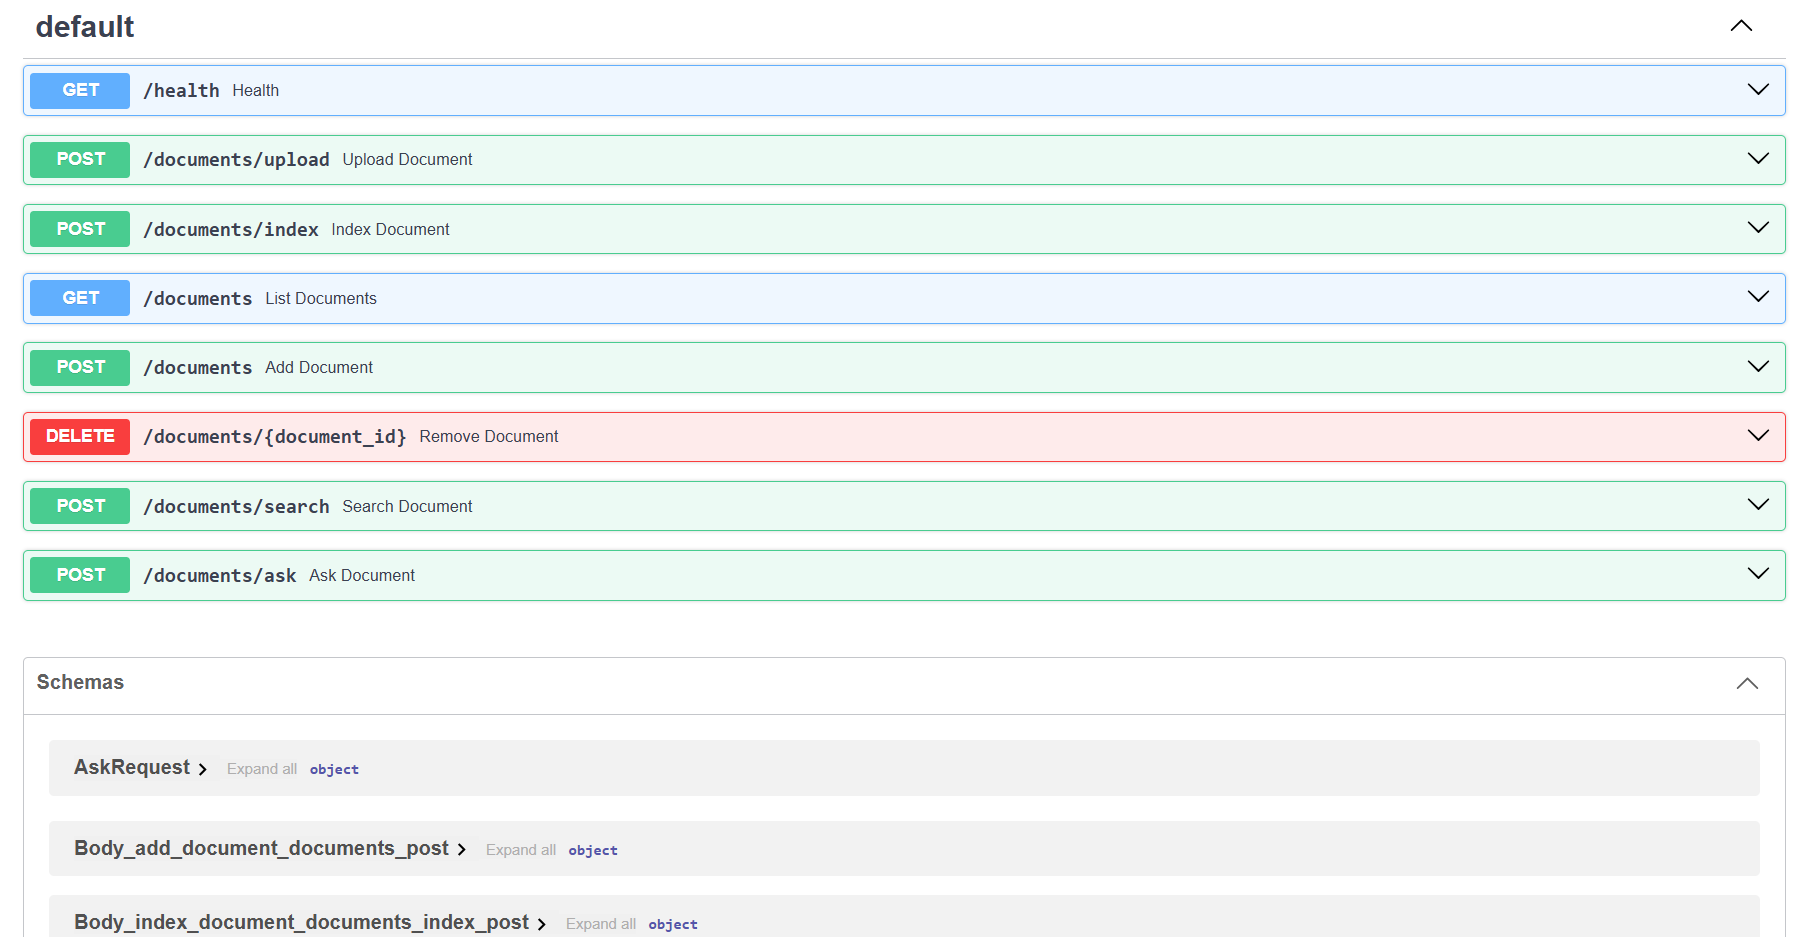 default
GET /health Health
POST /documents/upload Upload Document
POST /documents/index Index Document
GET /documents List Documents
POST /documents Add Document
DELETE /documents/{document_id} Remove Document
POST /documents/search Search Document
POST /documents/ask Ask Document
Schemas
AskRequest Expand all object
Body_add_document_documents_post Expand all object
Body_index_document_documents_index_post Expand all object